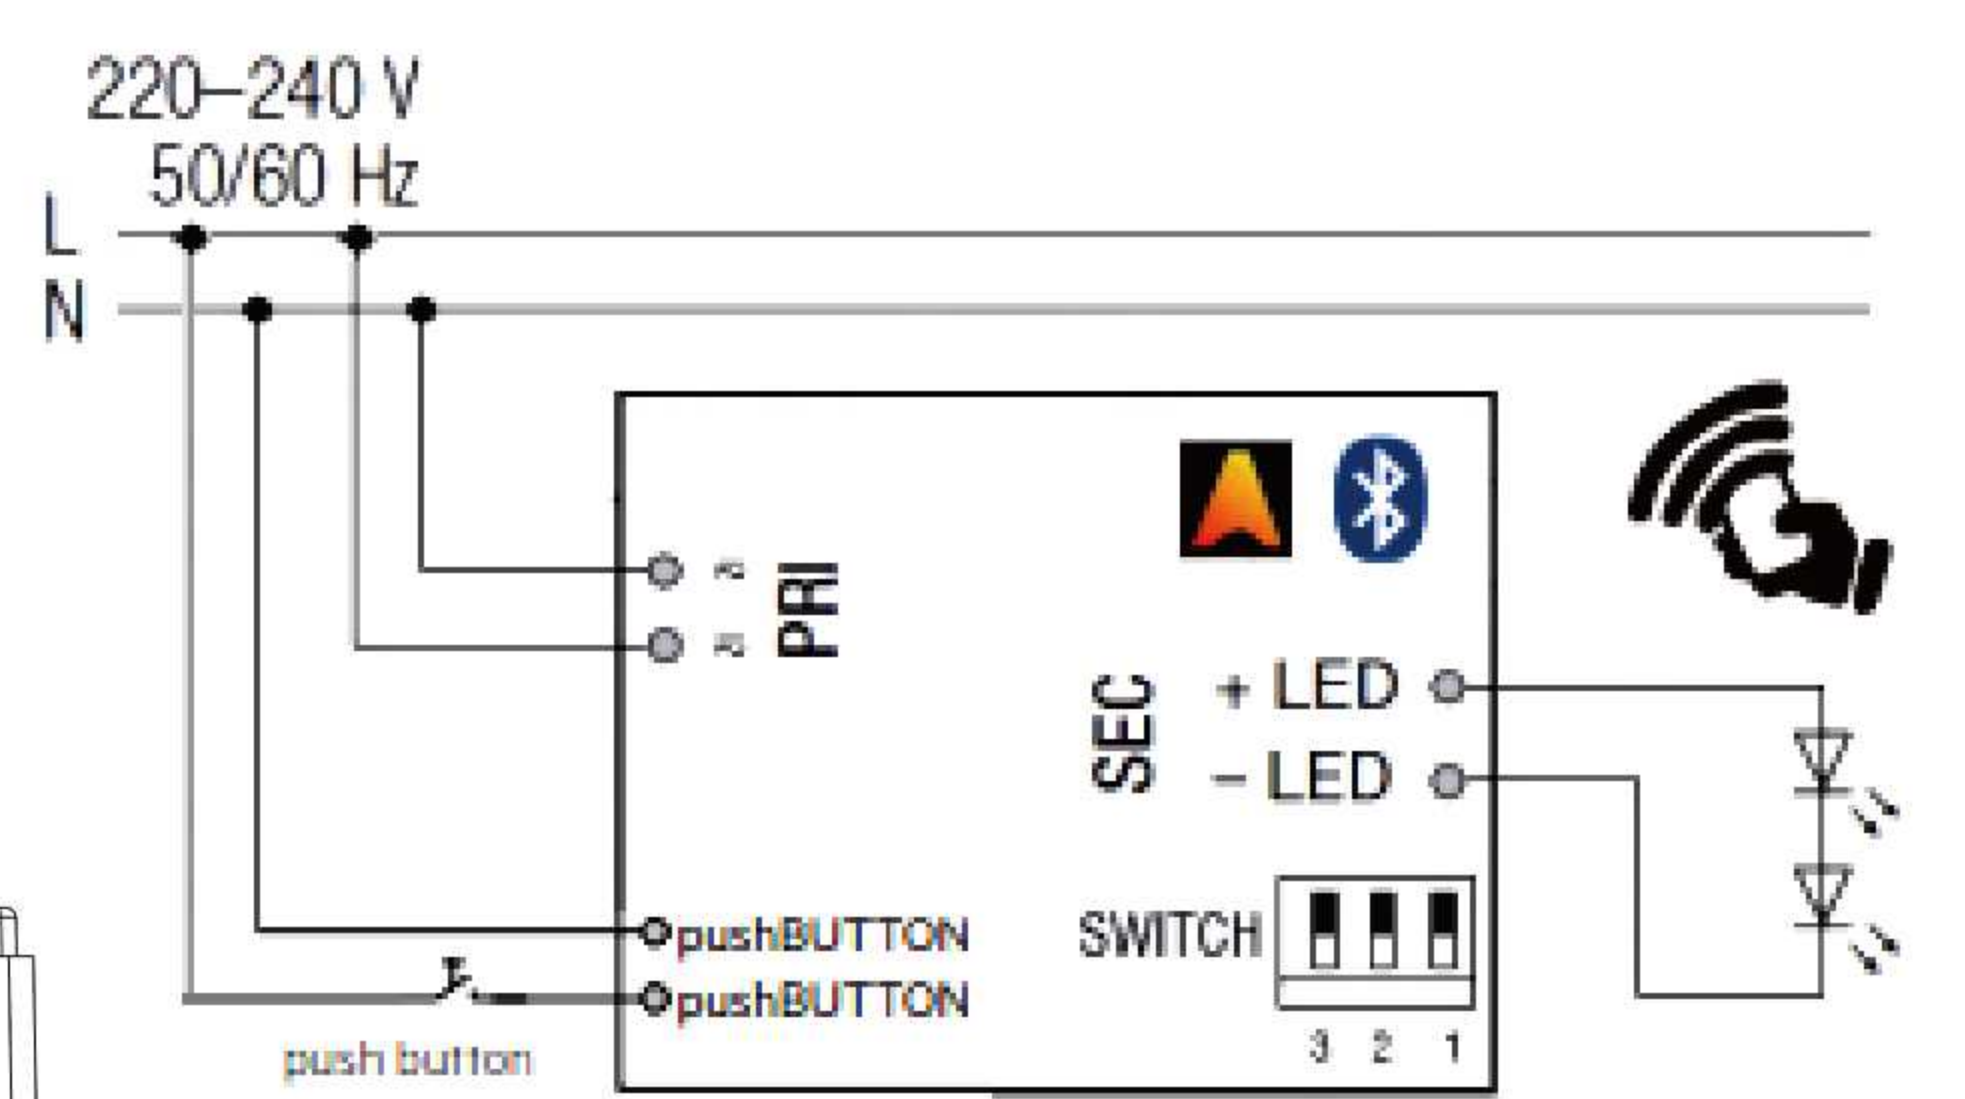 220–240 V
50/60 Hz
L
N
PRI
SEC
+ LED
– LED
pushBUTTON
pushBUTTON
SWITCH
3 2 1
push button